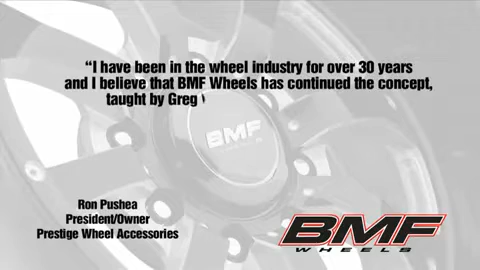 “I have been in the wheel industry for over 30 years
and I believe that BMF Wheels has continued the concept,
taught by Greg
BMF
WHEELS
Ron Pushea
President/Owner
Prestige Wheel Accessories
BMF
WHEELS